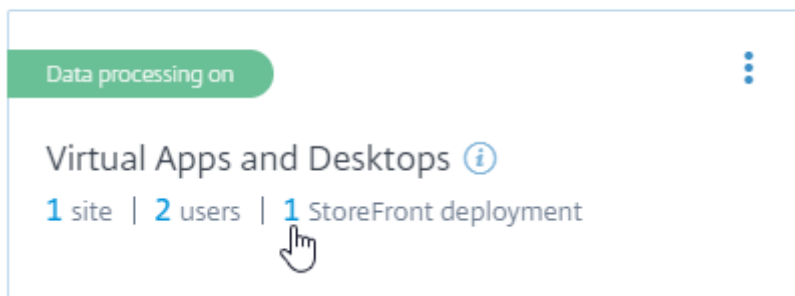 Data processing on
Virtual Apps and Desktops i
1 site | 2 users | 1 StoreFront deployment